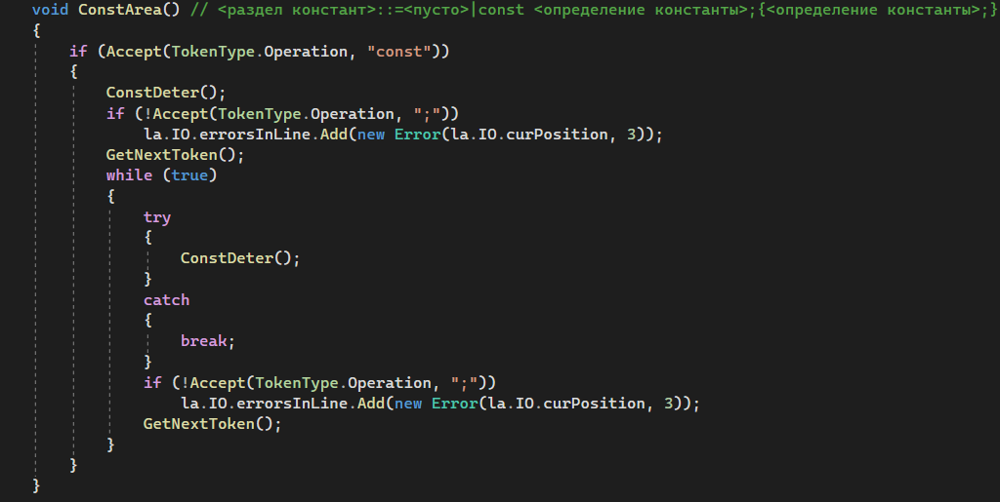 void ConstArea() // <раздел констант>::=<пусто>|const <определение константы>;{<определение константы>;}
{
if (Accept(TokenType.Operation, "const"))
{
ConstDeter();
if (!Accept(TokenType.Operation, ";"))
la.IO.errorsInLine.Add(new Error(la.IO.curPosition, 3));
GetNextToken();
while (true)
{
try
{
ConstDeter();
}
catch
{
break;
}
if (!Accept(TokenType.Operation, ";"))
la.IO.errorsInLine.Add(new Error(la.IO.curPosition, 3));
GetNextToken();
}
}
}